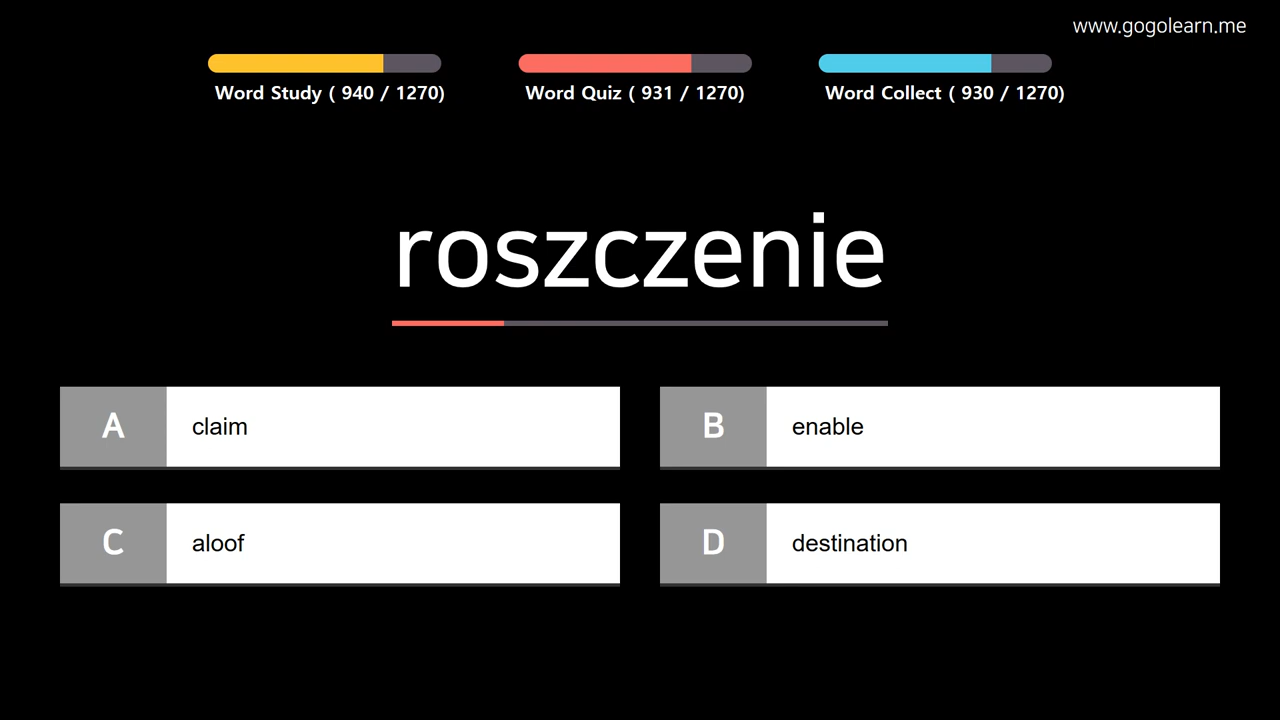 www.gogolearn.me
Word Study ( 940 / 1270)
Word Quiz ( 931 / 1270)
Word Collect ( 930 / 1270)
roszczenie
A claim
B enable
C aloof
D destination